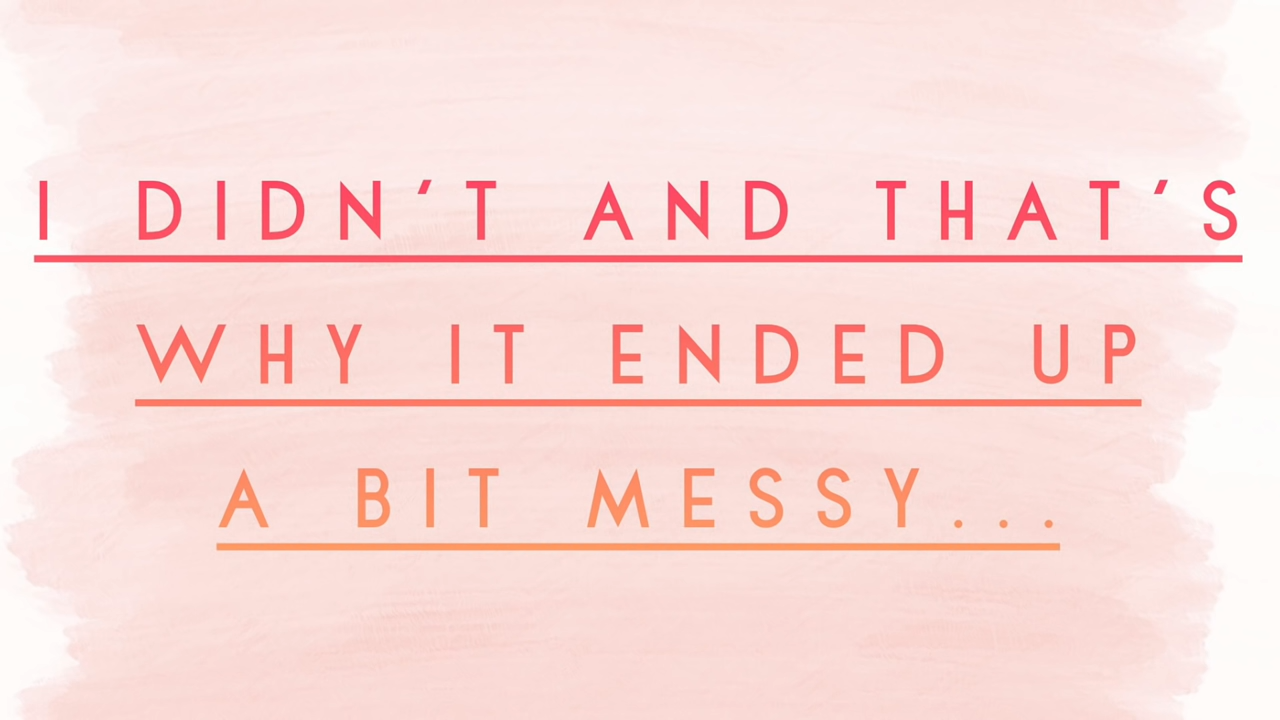 I DIDN'T AND THAT'S
WHY IT ENDED UP
A BIT MESSY...